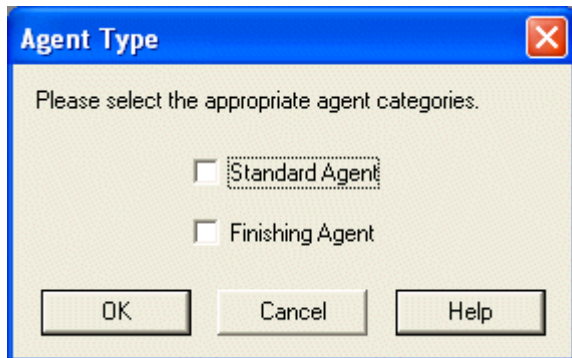 Agent Type
Please select the appropriate agent categories.
Standard Agent
Finishing Agent
OK Cancel Help